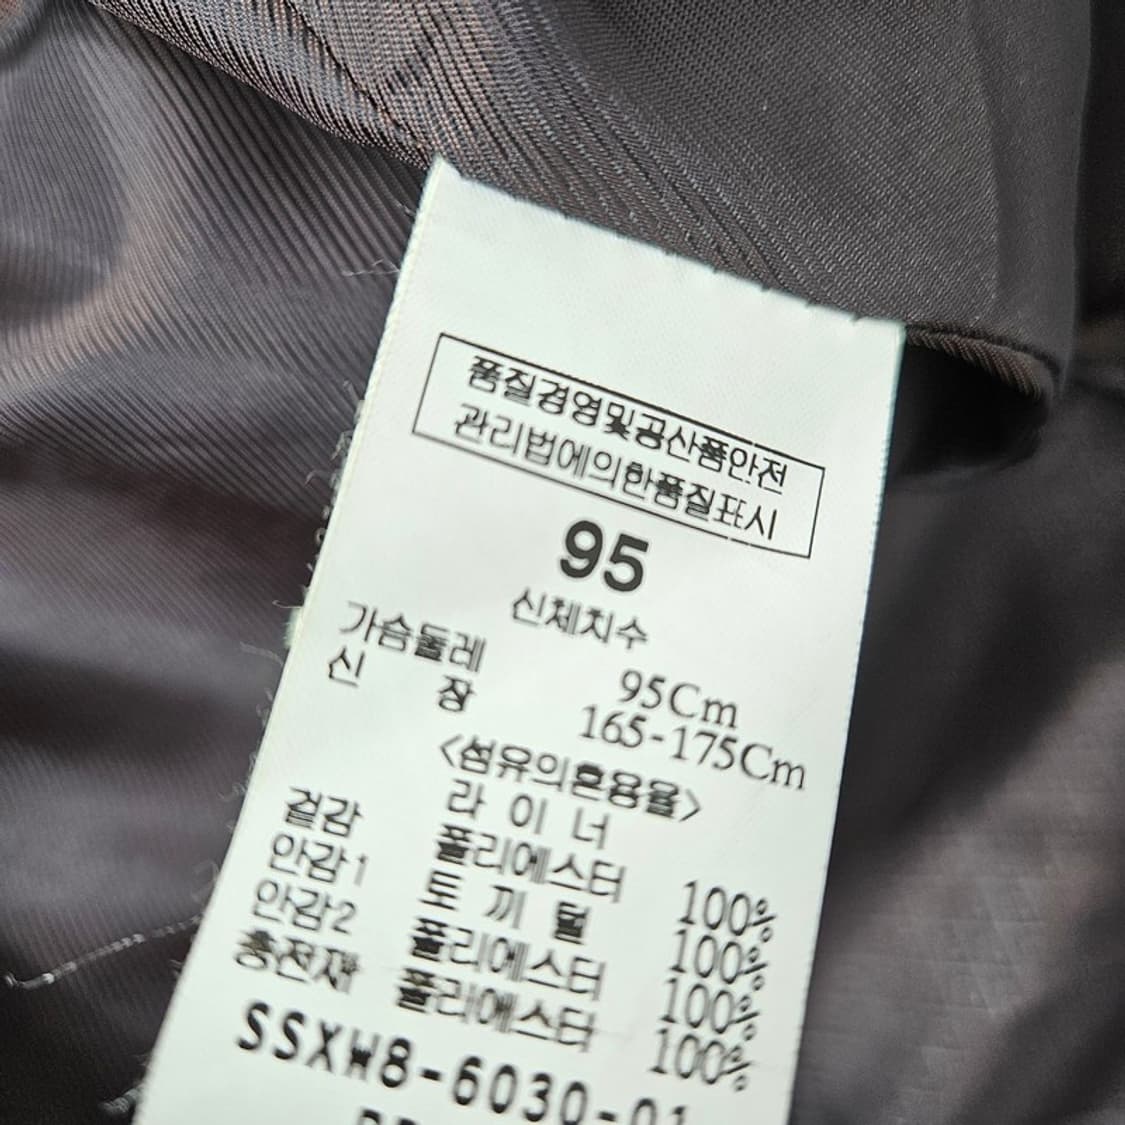 품질경영및공산품안전
관리법에의한품질표시
95
신체치수
가슴둘레 95Cm
신 장 165-175Cm
<섬유의혼용율>
라 이 너
겉감 폴리에스터 100%
안감1 토 끼 털 100%
안감2 폴리에스터 100%
충전재 폴리에스터 100%
SSXW8-6030-01